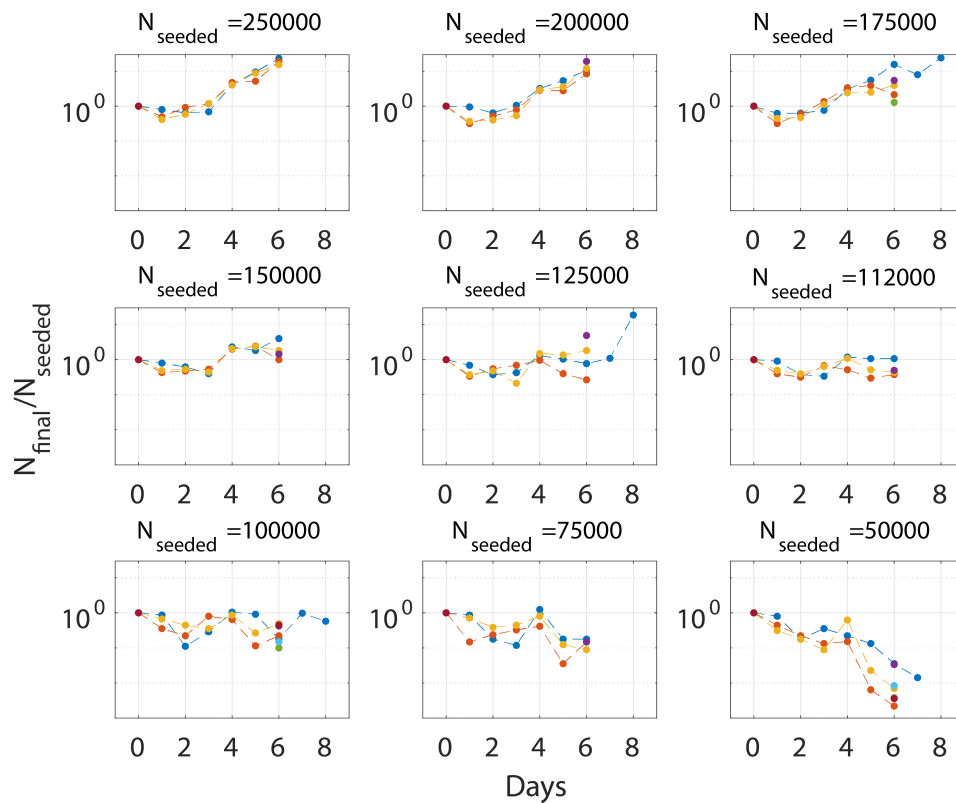 N_seeded =250000
N_seeded =200000
N_seeded =175000
10^0
10^0
10^0
0 2 4 6 8
0 2 4 6 8
0 2 4 6 8
N_seeded =150000
N_seeded =125000
N_seeded =112000
10^0
10^0
10^0
0 2 4 6 8
0 2 4 6 8
0 2 4 6 8
N_final/N_seeded
N_seeded =100000
N_seeded =75000
N_seeded =50000
10^0
10^0
10^0
0 2 4 6 8
0 2 4 6 8
0 2 4 6 8
Days